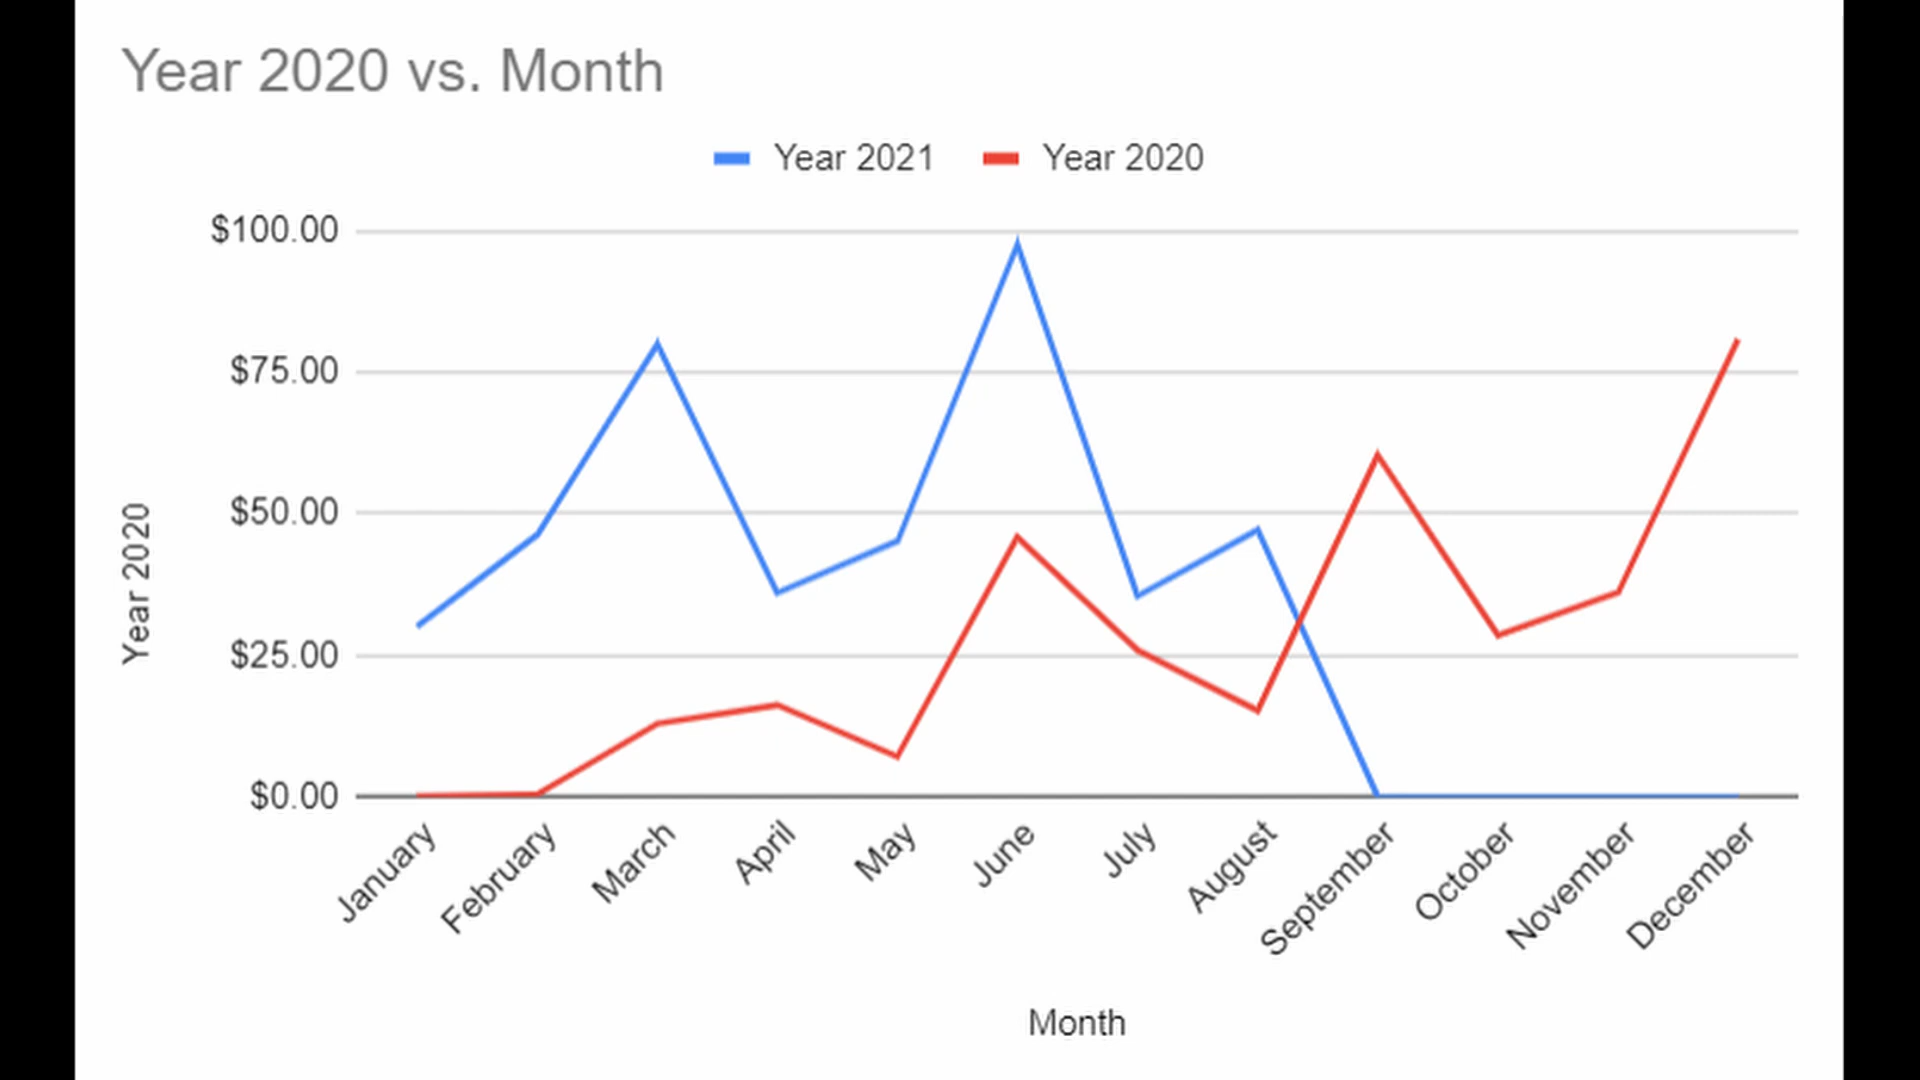 Year 2020 vs. Month
Year 2021 Year 2020
$100.00
$75.00
$50.00
$25.00
$0.00
Year 2020
January February March April May June July August September October November December
Month